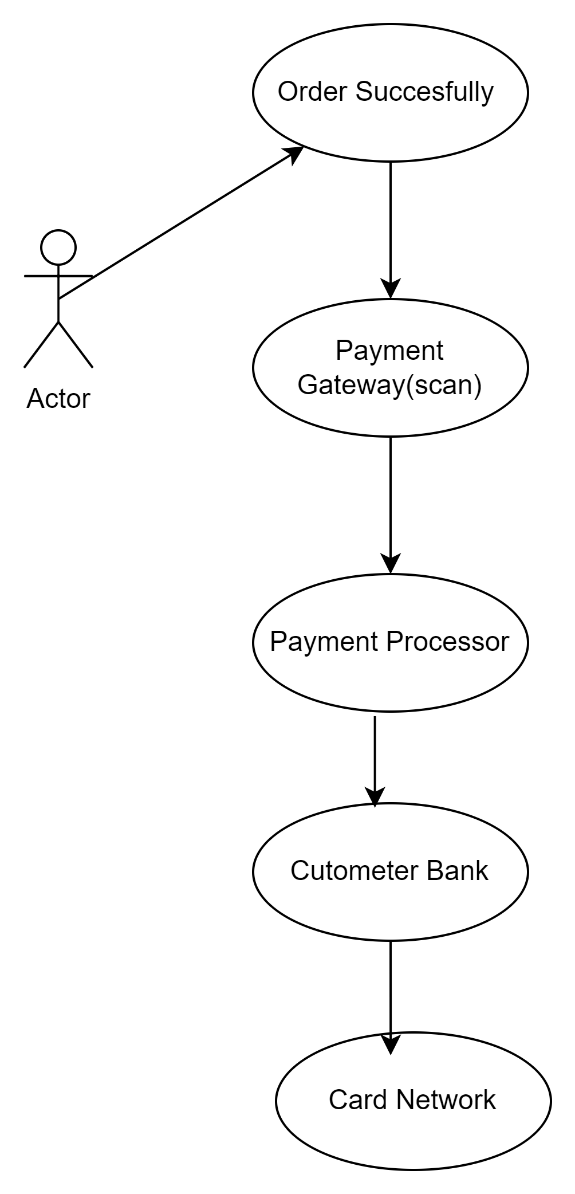 Order Succesfully
Payment
Gateway(scan)
Actor
Payment Processor
Cutometer Bank
Card Network